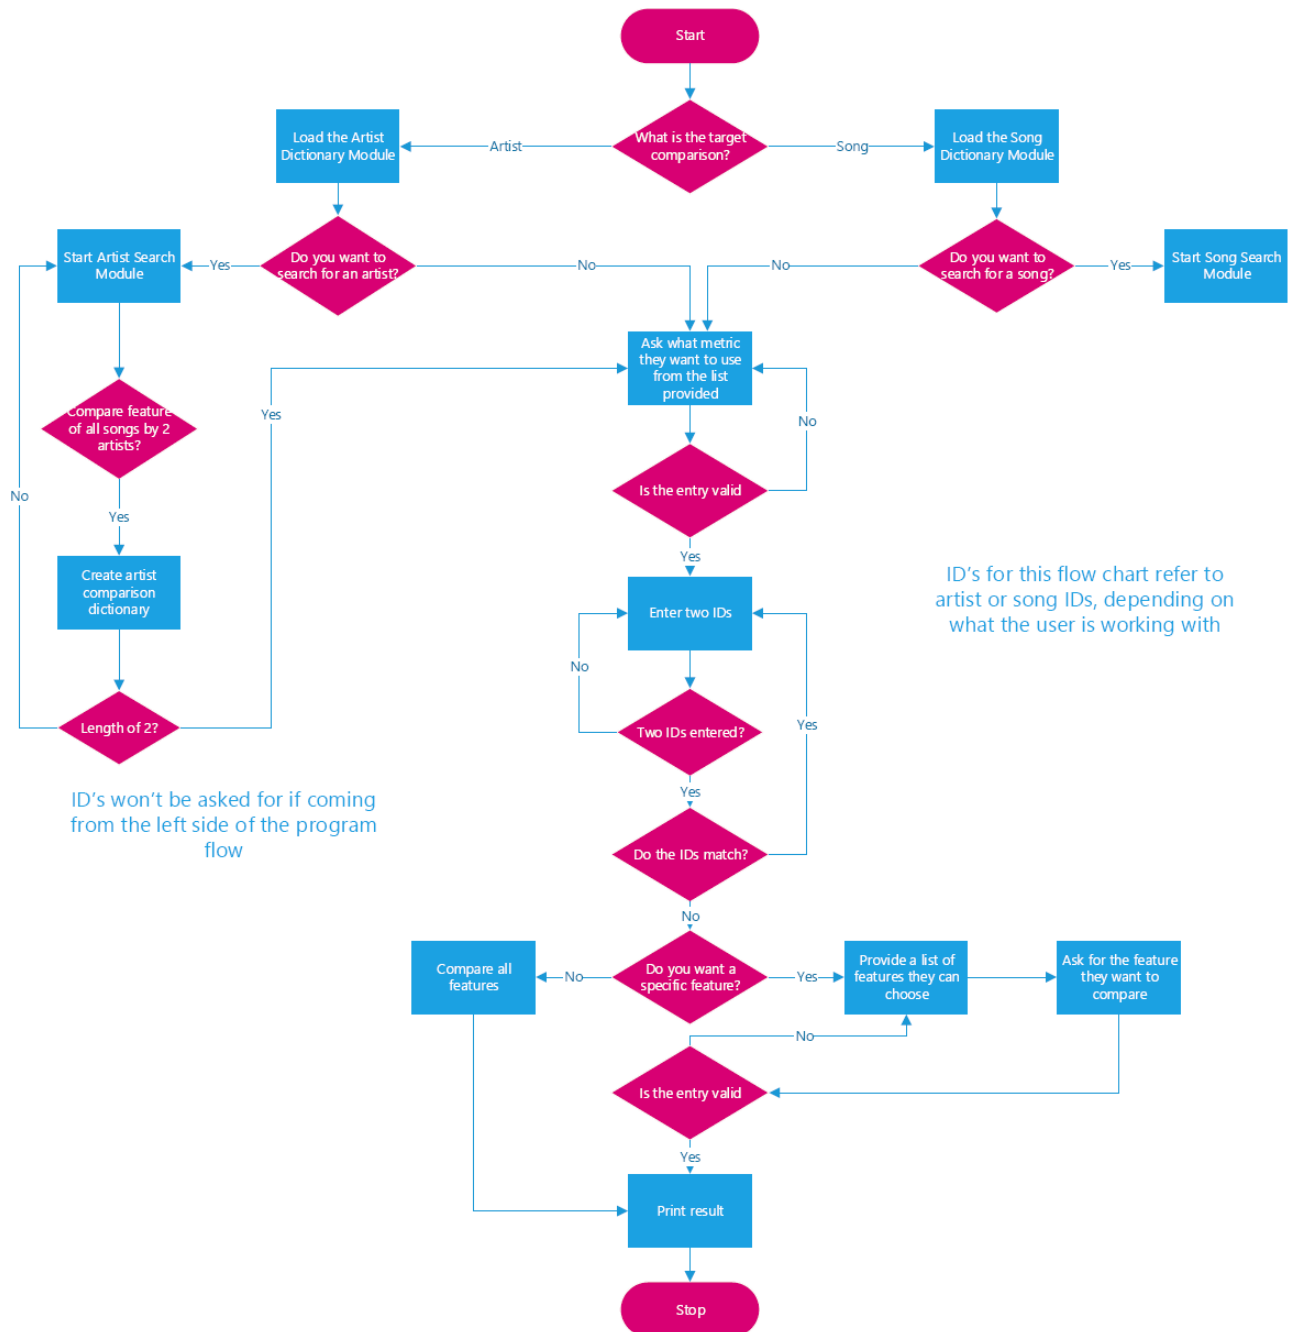 Start
What is the target
comparison?
Artist
Song
Load the Artist
Dictionary Module
Load the Song
Dictionary Module
Do you want to
search for an artist?
Yes
No
Start Artist Search
Module
Do you want to
search for a song?
No
Yes
Start Song Search
Module
Ask what metric
they want to use
from the list
provided
No
Is the entry valid
Yes
Compare feature
of all songs by 2
artists?
Yes
No
Yes
Create artist
comparison
dictionary
Length of 2?
ID's won't be asked for if coming
from the left side of the program
flow
ID's for this flow chart refer to
artist or song IDs, depending on
what the user is working with
Enter two IDs
No
Two IDs entered?
Yes
Yes
Do the IDs match?
No
Do you want a
specific feature?
No
Yes
Compare all
features
Provide a list of
features they can
choose
Ask for the feature
they want to
compare
No
Is the entry valid
Yes
Print result
Stop